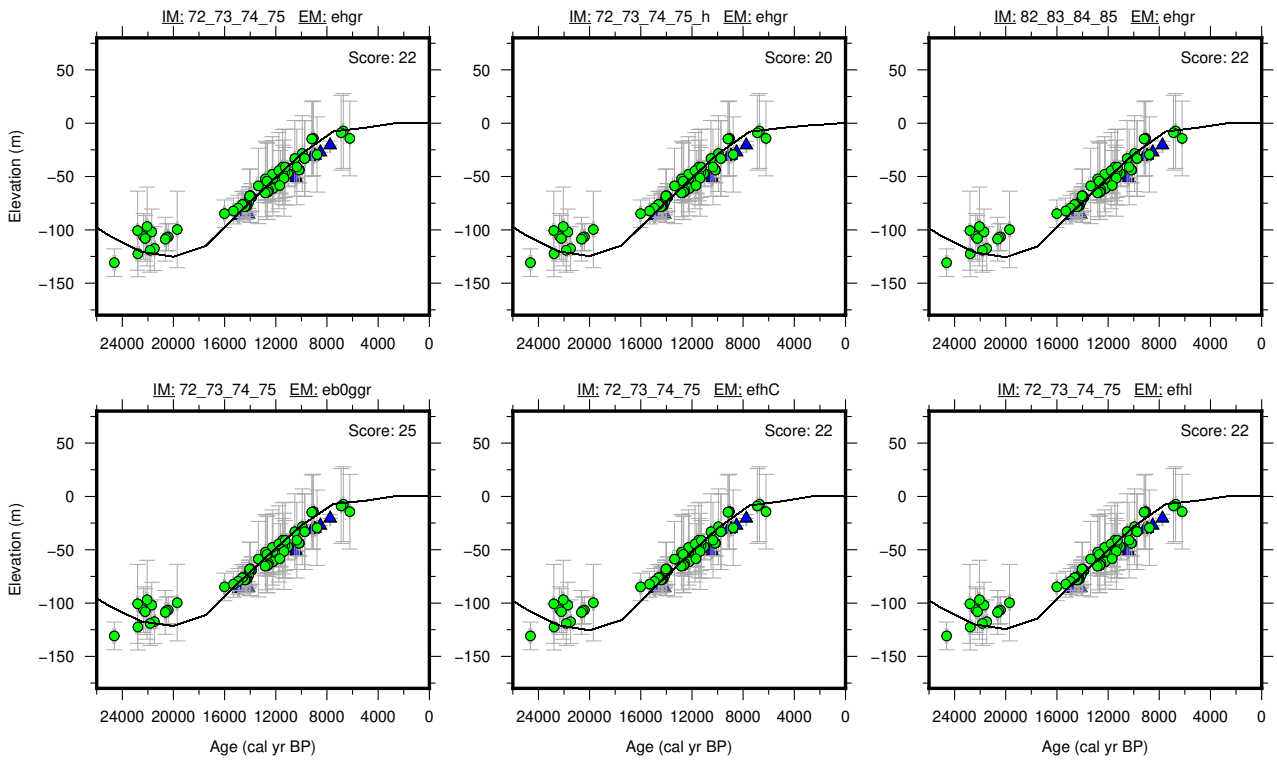 IM: 72_73_74_75 EM: ehgr
IM: 72_73_74_75_h EM: ehgr
IM: 82_83_84_85 EM: ehgr
Score: 22
Score: 20
Score: 22
Elevation (m)
50
0
−50
−100
−150
50
0
−50
−100
−150
50
0
−50
−100
−150
24000 20000 16000 12000 8000 4000 0
24000 20000 16000 12000 8000 4000 0
24000 20000 16000 12000 8000 4000 0
IM: 72_73_74_75 EM: eb0ggr
IM: 72_73_74_75 EM: efhC
IM: 72_73_74_75 EM: efhl
Score: 25
Score: 22
Score: 22
Elevation (m)
50
0
−50
−100
−150
50
0
−50
−100
−150
50
0
−50
−100
−150
24000 20000 16000 12000 8000 4000 0
24000 20000 16000 12000 8000 4000 0
24000 20000 16000 12000 8000 4000 0
Age (cal yr BP)
Age (cal yr BP)
Age (cal yr BP)